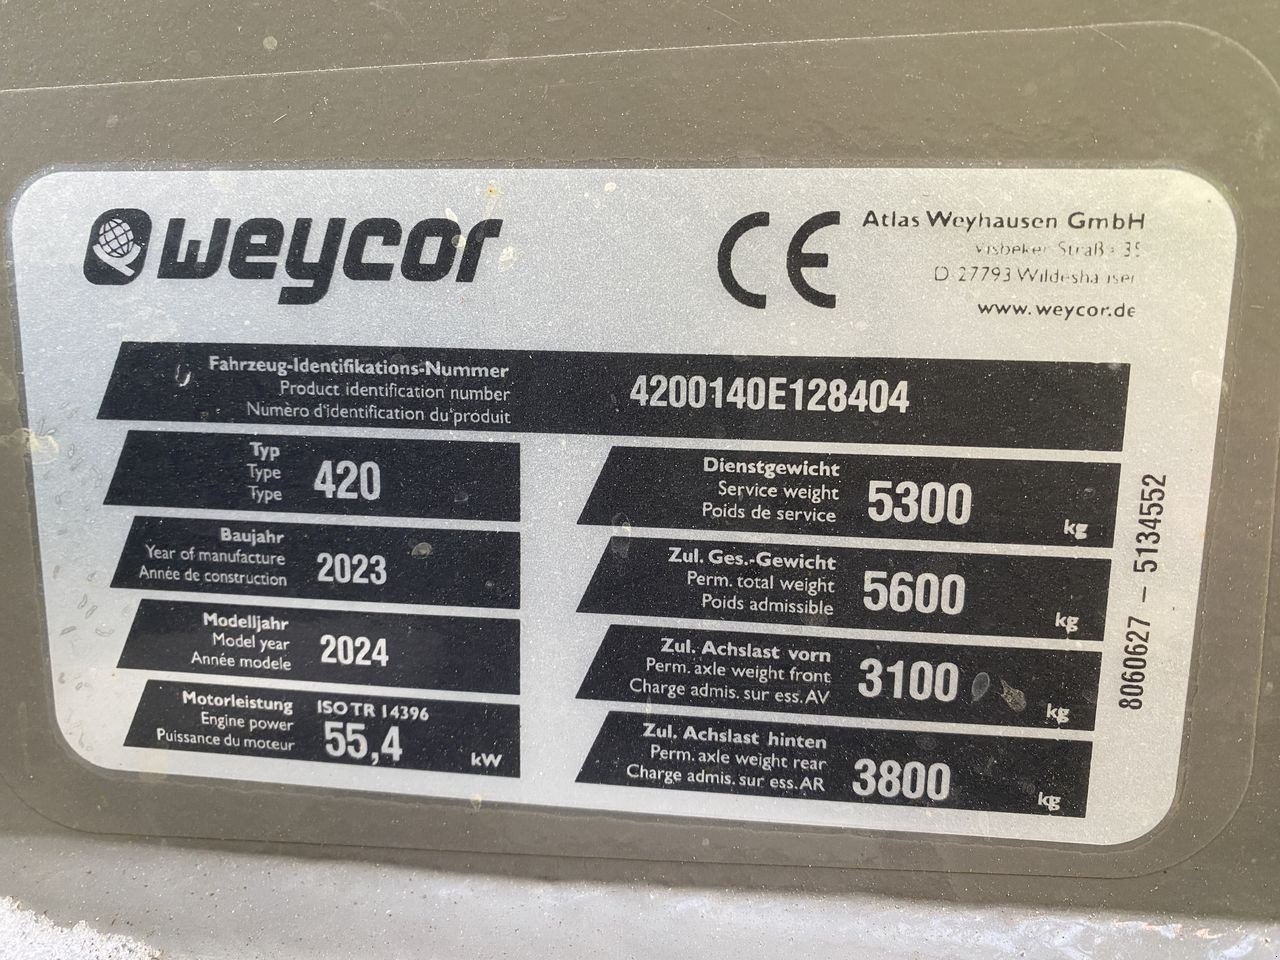 weycor
CE
Atlas Weyhausen GmbH
Straß
D 27793
www.weycor.de
Fahrzeug-Identifikations-Nummer
Product identification number
Numèro d'identification du produit
4200140E128404
Typ
Type
Type
420
Baujahr
Year of manufacture
Année de construction
2023
Modelljahr
Model year
Année modele
2024
Motorleistung
Engine power
Puissance du moteur
ISO TR 14396
55,4 kW
Dienstgewicht
Service weight
Poids de service
5300 kg
Zul. Ges.-Gewicht
Perm. total weight
Poids admissible
5600 kg
Zul. Achslast vorn
Perm. axle weight front
Charge admis. sur ess. AV
3100 kg
Zul. Achslast hinten
Perm. axle weight rear
Charge admis. sur ess. AR
3800 kg
8060627 – 5134552